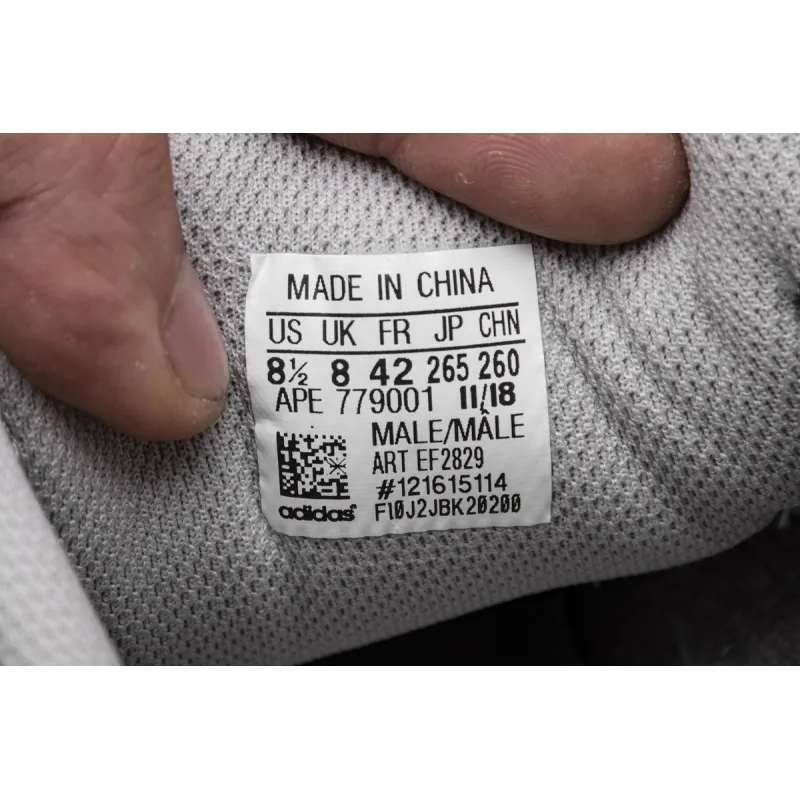 MADE IN CHINA
US UK FR JP CHN
8½ 8 42 265 260
APE 779001 11/18
MALE/MÂLE
ART EF2829
#121615114
adidas F10J2JBK20200